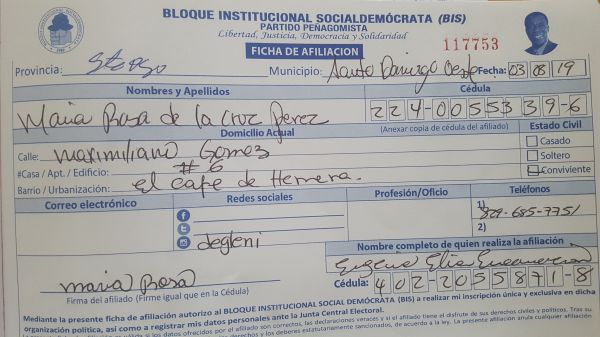 BLOQUE INSTITUCIONAL SOCIALDEMÓCRATA (BIS)
PARTIDO PEÑAGOMISTA
Libertad, Justicia, Democracia y Solidaridad
FICHA DE AFILIACION
117753
Provincia: Stgo Municipio: Santo Domingo Oeste Fecha: 03 08 19
Nombres y Apellidos Cédula
Maria Rosa de la Cruz Perez 224-0055339-6
Domicilio Actual (Anexar copia de cédula del afiliado) Estado Civil
Calle: maximiliano Gomez Casado
#Casa / Apt. / Edificio: # 6 Soltero
Barrio / Urbanización: el cafe de Herrera. Conviviente
Correo electrónico Redes sociales Profesión/Oficio Teléfonos
1) 829-685-7751
2)
degleni
Nombre completo de quien realiza la afiliación
Eugenio Elia Encarnacion
maria Rosa Cédula: 402-2055871-8
Firma del afiliado (Firme igual que en la Cédula)
Mediante la presente ficha de afiliación autorizo al BLOQUE INSTITUCIONAL SOCIAL DEMÓCRATA (BIS) a realizar mi inscripción única y exclusiva en dicha
organización política, así como a registrar mis datos personales ante la Junta Central Electoral.